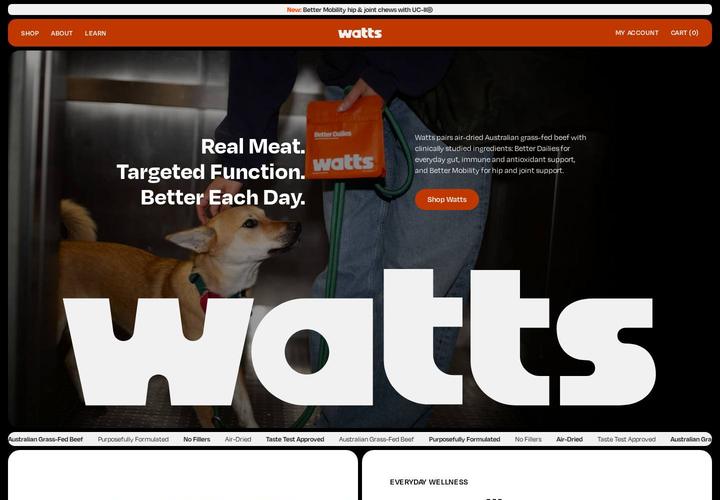 New: Better Mobility hip & joint chews with UC-II®
SHOP ABOUT LEARN watts MY ACCOUNT CART (0)
Real Meat.
Targeted Function.
Better Each Day.
Better Dailies
watts
Watts pairs air-dried Australian grass-fed beef with
clinically studied ingredients: Better Dailies for
everyday gut, immune and antioxidant support,
and Better Mobility for hip and joint support.
Shop Watts
watts
Australian Grass-Fed Beef Purposefully Formulated No Fillers Air-Dried Taste Test Approved Australian Grass-Fed Beef Purposefully Formulated No Fillers Air-Dried Taste Test Approved Australian Gra
EVERYDAY WELLNESS